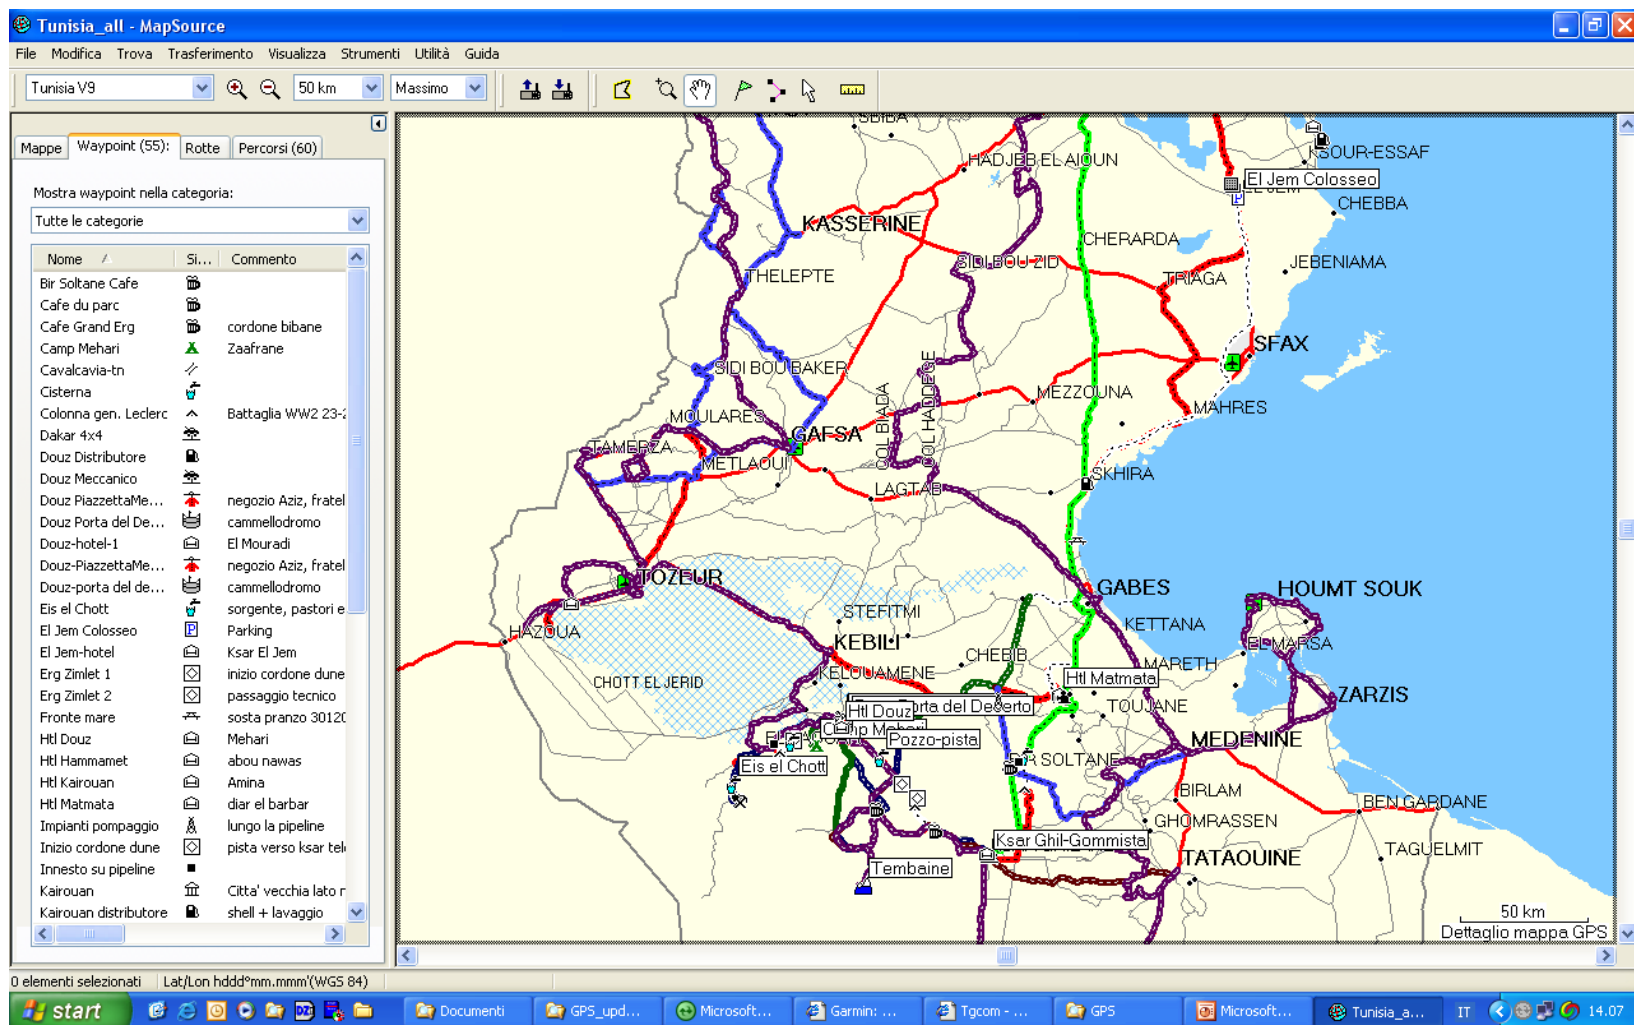 Tunisia_all - MapSource
File Modifica Trova Trasferimento Visualizza Strumenti Utilità Guida
Tunisia V9 50 km Massimo
Mappe Waypoint (55): Rotte Percorsi (60)
Mostra waypoint nella categoria:
Tutte le categorie
Nome Si... Commento
Bir Soltane Cafe
Cafe du parc
Cafe Grand Erg cordone bibane
Camp Mehari Zaafrane
Cavalcavia-tn
Cisterna
Colonna gen. Leclerc Battaglia WW2 23-2
Dakar 4x4
Douz Distributore
Douz Meccanico
Douz PiazzettaMe... negozio Aziz, fratel
Douz Porta del De... cammellodromo
Douz-hotel-1 El Mouradi
Douz-PiazzettaMe... negozio Aziz, fratel
Douz-porta del de... cammellodromo
Eis el Chott sorgente, pastori e
El Jem Colosseo Parking
El Jem-hotel Ksar El Jem
Erg Zimlet 1 inizio cordone dune
Erg Zimlet 2 passaggio tecnico
Fronte mare sosta pranzo 30120
Htl Douz Mehari
Htl Hammamet abou nawas
Htl Kairouan Amina
Htl Matmata diar el barbar
Impianti pompaggio lungo la pipeline
Inizio cordone dune pista verso ksar tel
Innesto su pipeline
Kairouan Citta' vecchia lato r
Kairouan distributore shell + lavaggio
SBIBA
KSOUR-ESSAF
HADJEB EL AIOUN
El Jem Colosseo
CHEBBA
KASSERINE
CHERARDA
SIDI BOU ZID
JEBENIAMA
THELEPTE
TRIAGA
SFAX
SIDI BOU BAKER
COL BIADA
COL HADDEGE
MEZZOUNA
MAHRES
MOULARES
GAFSA
TAMERZA
METLAOUI
SKHIRA
LAGTAB
TOZEUR
GABES
HOUMT SOUK
STEFITMI
KETTANA
HAZOUA
KEBILI
EL MARSA
CHEBIB
MARETH
KELOUAMENE
CHOTT EL JERID
Htl Matmata
ZARZIS
Htl Douz
Porta del Deserto
TOUJANE
Camp Mehari
Pozzo-pista
MEDENINE
Eis el Chott
BIR SOLTANE
BIRLAM
BEN GARDANE
GHOMRASSEN
Ksar Ghil-Gommista
TATAOUINE
TAGUELMIT
Tembaine
50 km
Dettaglio mappa GPS
0 elementi selezionati Lat/Lon hddd°mm.mmm'(WGS 84)
start Documenti GPS_upd... Microsoft... Garmin: ... Tgcom - ... GPS Microsoft... Tunisia_a... IT 14.07